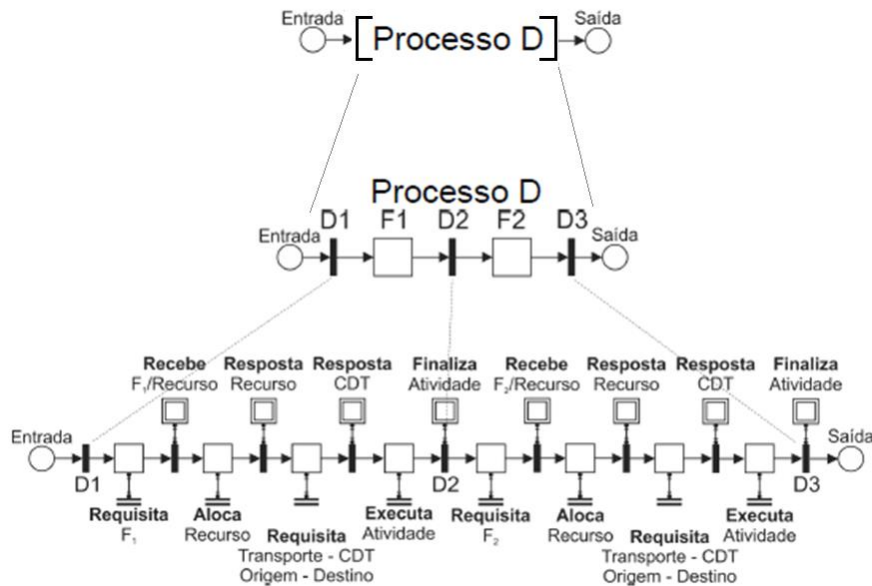 Entrada
Saída
[Processo D]
Processo D
D1 F1 D2 F2 D3
Entrada
Saída
Recebe Resposta Resposta Finaliza Recebe Resposta Resposta Finaliza
F₁/Recurso Recurso CDT Atividade F₂/Recurso Recurso CDT Atividade
Entrada
Saída
D1 D2 D3
Requisita Aloca Executa Requisita Aloca Executa
F₁ Recurso Requisita Atividade F₂ Recurso Requisita Atividade
Transporte - CDT Transporte - CDT
Origem - Destino Origem - Destino